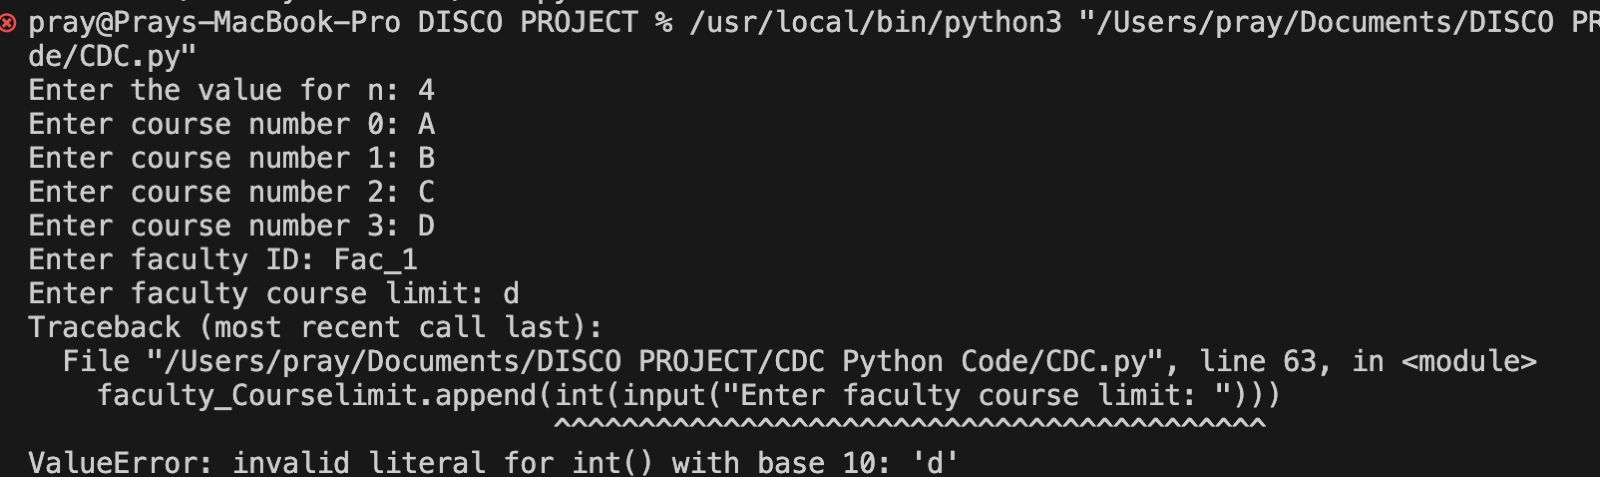 pray@Prays-MacBook-Pro DISCO PROJECT % /usr/local/bin/python3 "/Users/pray/Documents/DISCO PR
de/CDC.py"
Enter the value for n: 4
Enter course number 0: A
Enter course number 1: B
Enter course number 2: C
Enter course number 3: D
Enter faculty ID: Fac_1
Enter faculty course limit: d
Traceback (most recent call last):
  File "/Users/pray/Documents/DISCO PROJECT/CDC Python Code/CDC.py", line 63, in <module>
    faculty_Courselimit.append(int(input("Enter faculty course limit: ")))
                               ^^^^^^^^^^^^^^^^^^^^^^^^^^^^^^^^^^^^^^^^^^
ValueError: invalid literal for int() with base 10: 'd'